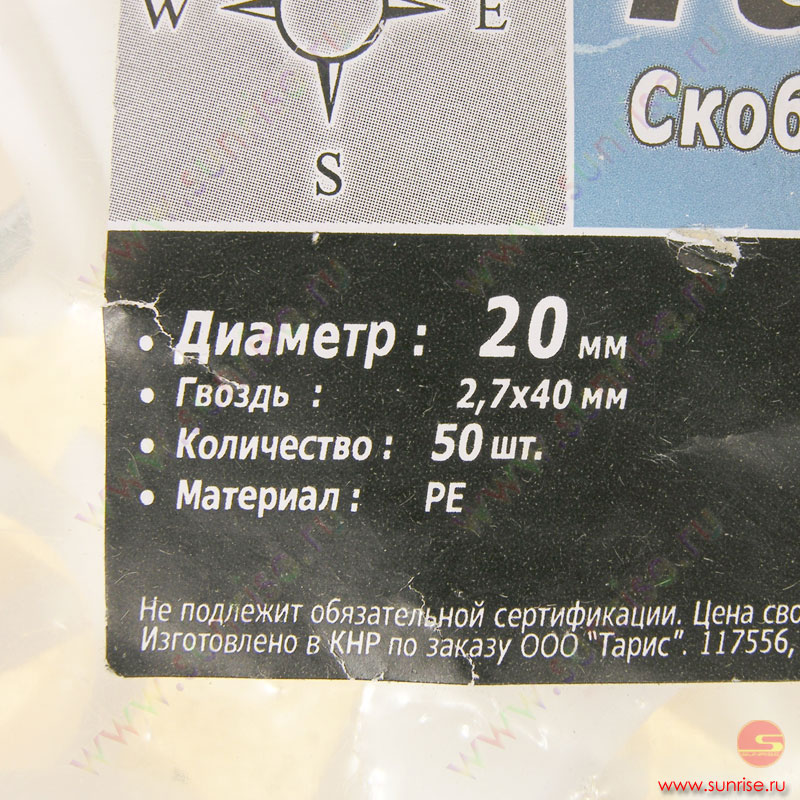 W E
S
Скоб
• Диаметр : 20 мм
• Гвоздь : 2,7x40 мм
• Количество : 50 шт.
• Материал : PE
Не подлежит обязательной сертификации. Цена сво
Изготовлено в КНР по заказу ООО "Тарис". 117556,
www.sunrise.ru